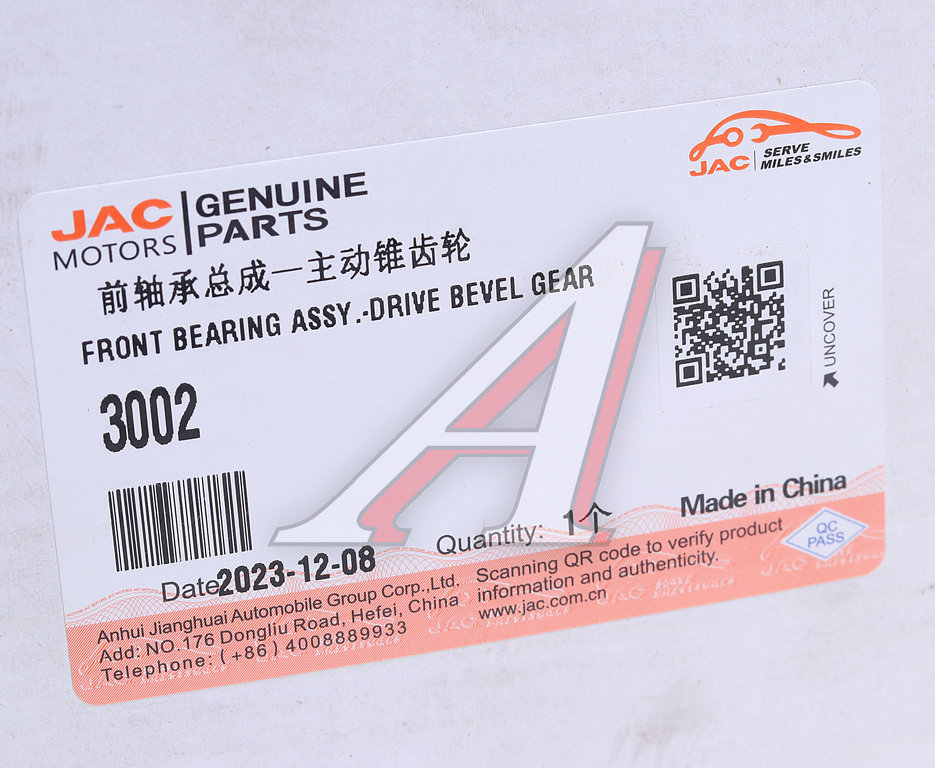 JAC
MOTORS
GENUINE
PARTS
JAC
SERVE
MILES&SMILES
前轴承总成一主动锥齿轮
FRONT BEARING ASSY.-DRIVE BEVEL GEAR
3002
UNCOVER
Date2023-12-08
Quantity: 1个
Made in China
QC
PASS
Anhui Jianghuai Automobile Group Corp.,Ltd.
Add: NO.176 Dongliu Road, Hefei, China
Telephone: (+86) 4008889933
Scanning QR code to verify product
information and authenticity.
www.jac.com.cn